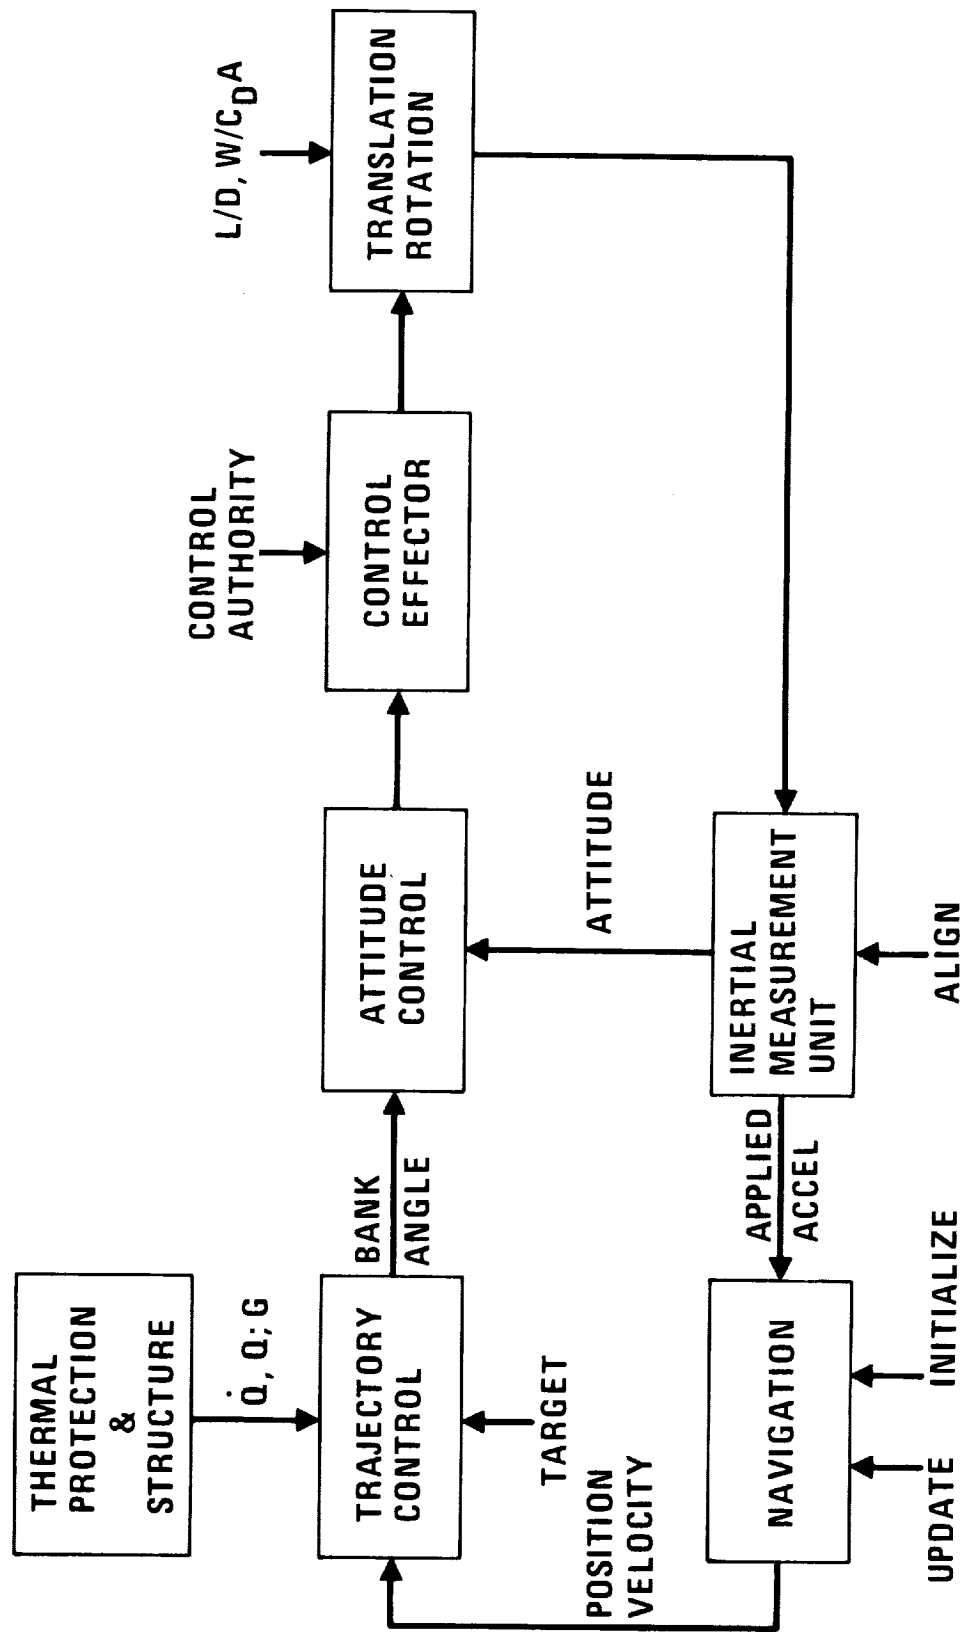 THERMAL
PROTECTION
&
STRUCTURE
Q̇, Q; G
TRAJECTORY
CONTROL
TARGET
BANK
ANGLE
ATTITUDE
CONTROL
CONTROL
AUTHORITY
CONTROL
EFFECTOR
L/D, W/C_DA
TRANSLATION
ROTATION
POSITION
VELOCITY
ATTITUDE
NAVIGATION
UPDATE
INITIALIZE
APPLIED
ACCEL
INERTIAL
MEASUREMENT
UNIT
ALIGN